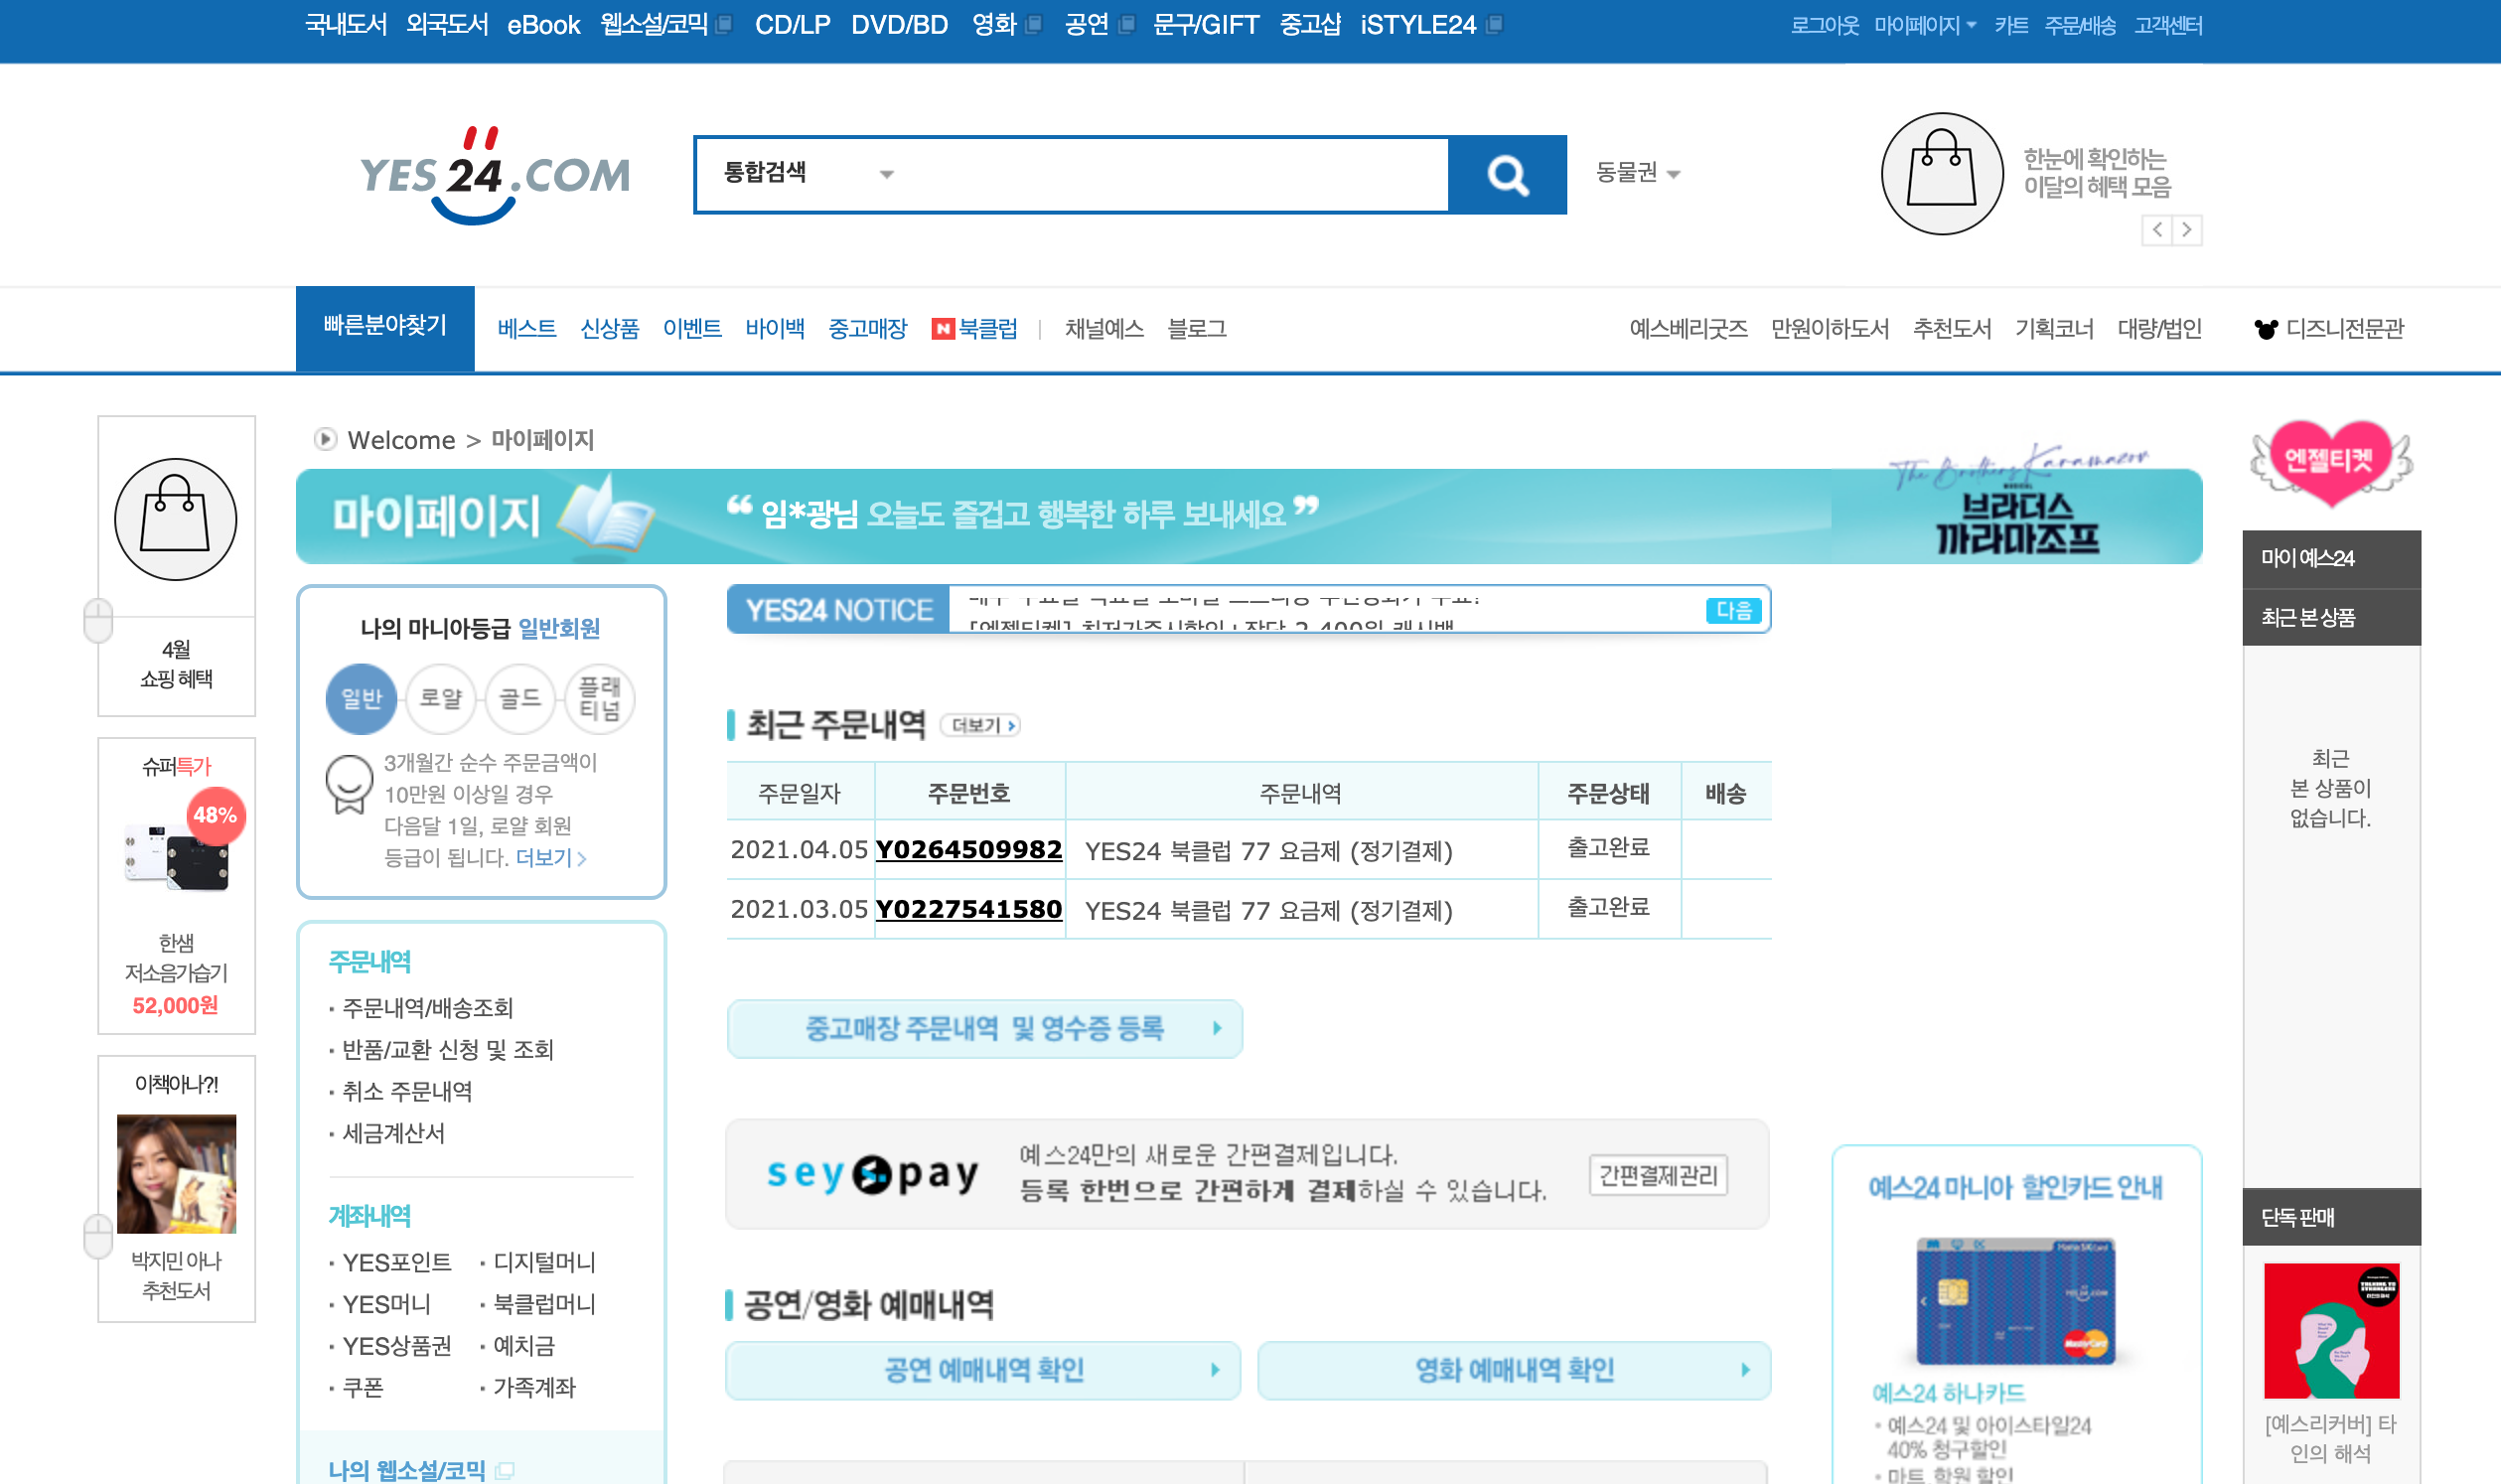 국내도서 외국도서 eBook 웹소설/코믹 CD/LP DVD/BD 영화 공연 문구/GIFT 중고샵 iSTYLE24
로그아웃 마이페이지 카트 주문/배송 고객센터
YES24.COM
통합검색
동물권
한눈에 확인하는
이달의 혜택 모음
빠른분야찾기 베스트 신상품 이벤트 바이백 중고매장 N 북클럽 | 채널예스 블로그
예스베리굿즈 만원이하도서 추천도서 기획코너 대량/법인 디즈니전문관
4월
쇼핑 혜택
슈퍼특가
48%
한샘
저소음가습기
52,000원
이책아나?!
박지민 아나
추천도서
Welcome > 마이페이지
마이페이지
❝ 임*광님 오늘도 즐겁고 행복한 하루 보내세요 ❞
The Brothers Karamazov
브라더스
까라마조프
나의 마니아등급 일반회원
일반 로얄 골드 플래티넘
3개월간 순수 주문금액이
10만원 이상일 경우
다음달 1일, 로얄 회원
등급이 됩니다. 더보기 >
주문내역
· 주문내역/배송조회
· 반품/교환 신청 및 조회
· 취소 주문내역
· 세금계산서
계좌내역
· YES포인트 · 디지털머니
· YES머니 · 북클럽머니
· YES상품권 · 예치금
· 쿠폰 · 가족계좌
나의 웹소설/코믹
YES24 NOTICE
다음
최근 주문내역 더보기
주문일자 주문번호 주문내역 주문상태 배송
2021.04.05 Y0264509982 YES24 북클럽 77 요금제 (정기결제) 출고완료
2021.03.05 Y0227541580 YES24 북클럽 77 요금제 (정기결제) 출고완료
중고매장 주문내역 및 영수증 등록
seyspay
예스24만의 새로운 간편결제입니다.
등록 한번으로 간편하게 결제하실 수 있습니다.
간편결제관리
공연/영화 예매내역
공연 예매내역 확인
영화 예매내역 확인
예스24 마니아 할인카드 안내
예스24 하나카드
· 예스24 및 아이스타일24
40% 청구할인
· 마트, 학원 할인
엔젤티켓
마이 예스24
최근 본 상품
최근
본 상품이
없습니다.
단독 판매
[예스리커버] 타
인의 해석